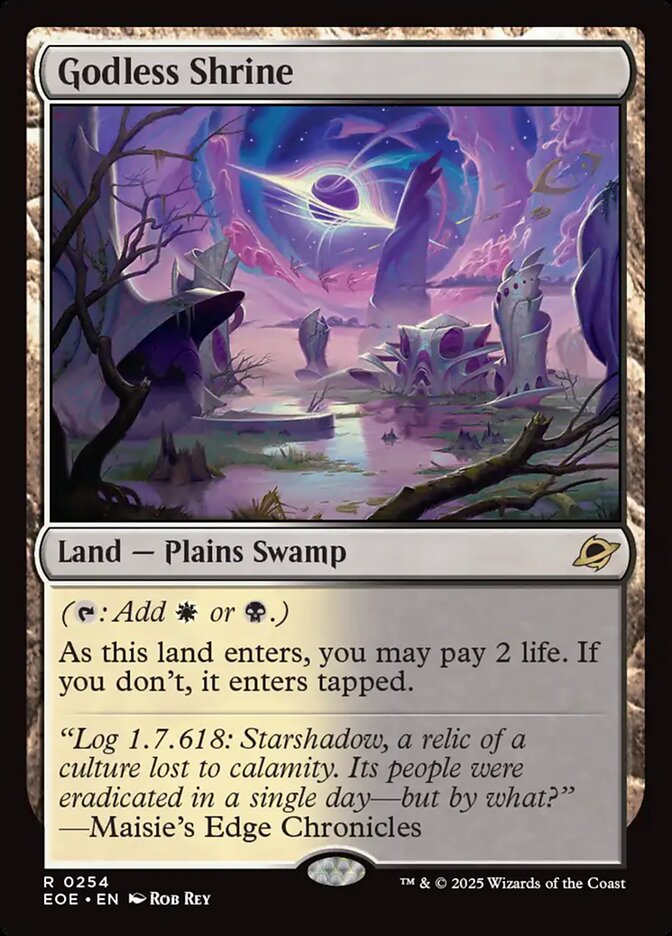 Godless Shrine
Land — Plains Swamp
(: Add or .)
As this land enters, you may pay 2 life. If
you don't, it enters tapped.
“Log 1.7.618: Starshadow, a relic of a
culture lost to calamity. Its people were
eradicated in a single day—but by what?”
—Maisie's Edge Chronicles
R 0254
EOE • EN Rob Rey
™ & © 2025 Wizards of the Coast